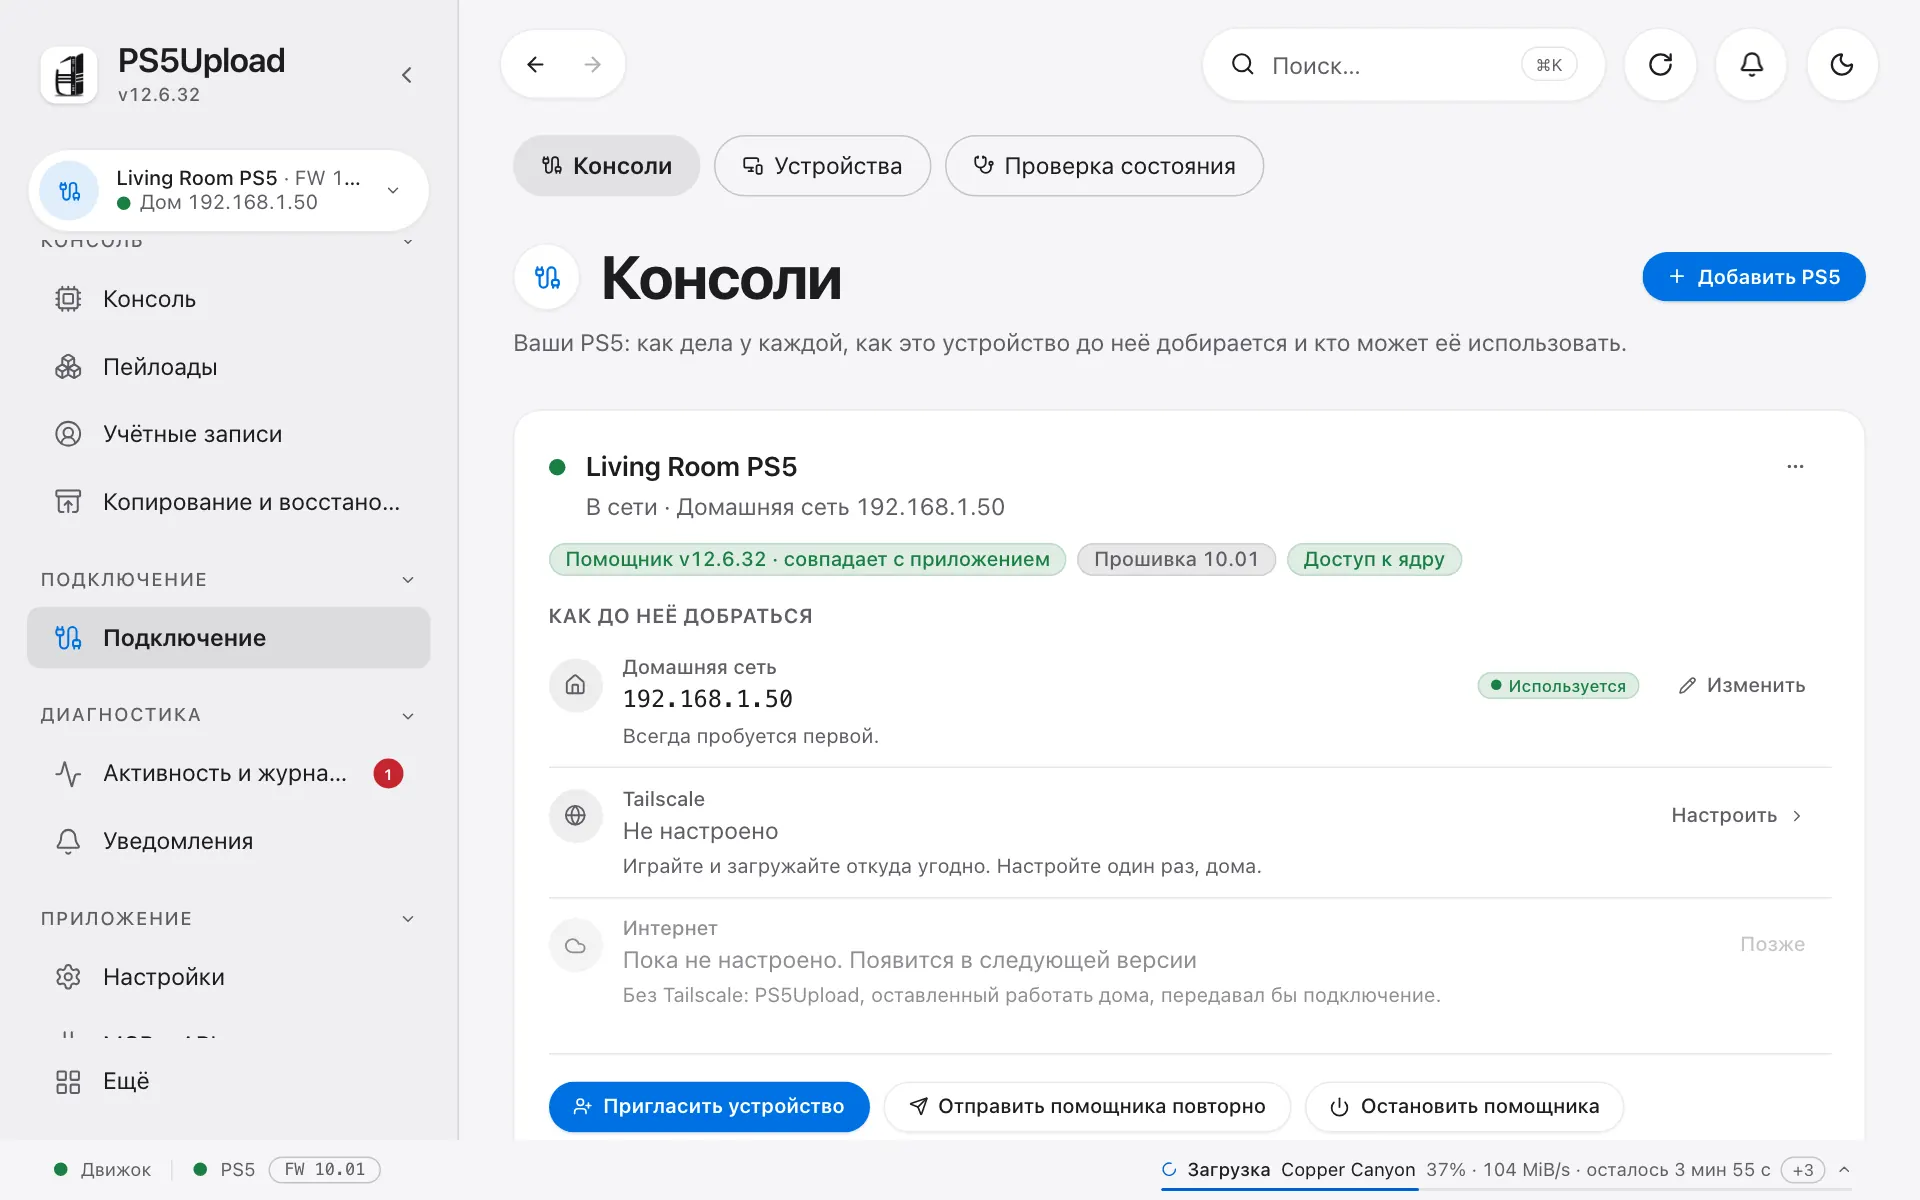 PS5Upload
v12.6.32
Living Room PS5 · FW 1...
Дом 192.168.1.50
КОНСОЛЬ
Консоль
Пейлоады
Учётные записи
Копирование и восстано...
ПОДКЛЮЧЕНИЕ
Подключение
ДИАГНОСТИКА
Активность и журна...
1
Уведомления
ПРИЛОЖЕНИЕ
Настройки
Ещё
Поиск...
⌘K
Консоли
Устройства
Проверка состояния
Консоли
Добавить PS5
Ваши PS5: как дела у каждой, как это устройство до неё добирается и кто может её использовать.
Living Room PS5
В сети · Домашняя сеть 192.168.1.50
Помощник v12.6.32 · совпадает с приложением
Прошивка 10.01
Доступ к ядру
КАК ДО НЕЁ ДОБРАТЬСЯ
Домашняя сеть
192.168.1.50
Всегда пробуется первой.
Используется
Изменить
Tailscale
Не настроено
Играйте и загружайте откуда угодно. Настройте один раз, дома.
Настроить
Интернет
Пока не настроено. Появится в следующей версии
Без Tailscale: PS5Upload, оставленный работать дома, передавал бы подключение.
Позже
Пригласить устройство
Отправить помощника повторно
Остановить помощника
Движок
PS5
FW 10.01
Загрузка Copper Canyon 37% · 104 MiB/s · осталось 3 мин 55 с
+3